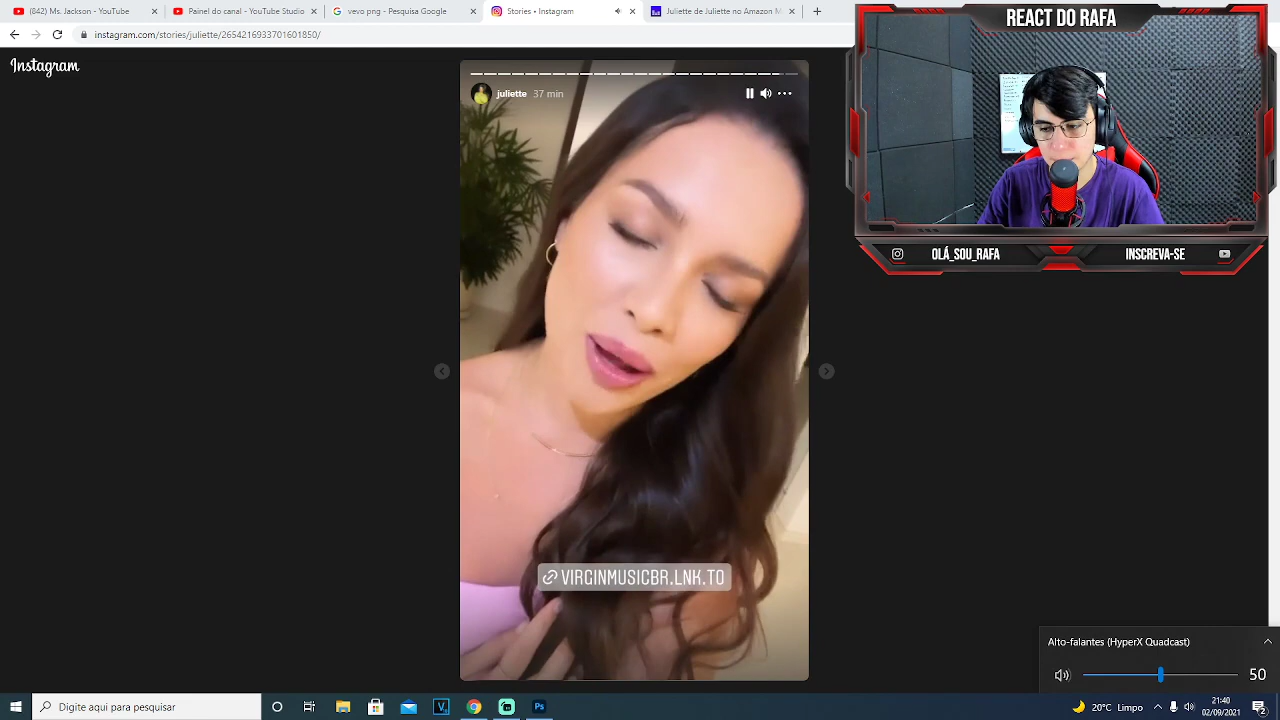 (842) Ms. Jackson - YouTube
Painel do canal - YouTube Studio
vevo png - Pesquisa Google
Stories • Instagram
Juliette de Juliette no Amazon M
instagram.com/stories/juliette/2654216933701601850/
Instagram
juliette 37 min
VIRGINMUSICBR.LNK.TO
REACT DO RAFA
OLÁ_SOU_RAFA
INSCREVA-SE
Alto-falantes (HyperX Quadcast)
50
Digite aqui para pesquisar
20°C Limpo
21:40
02/09/2021